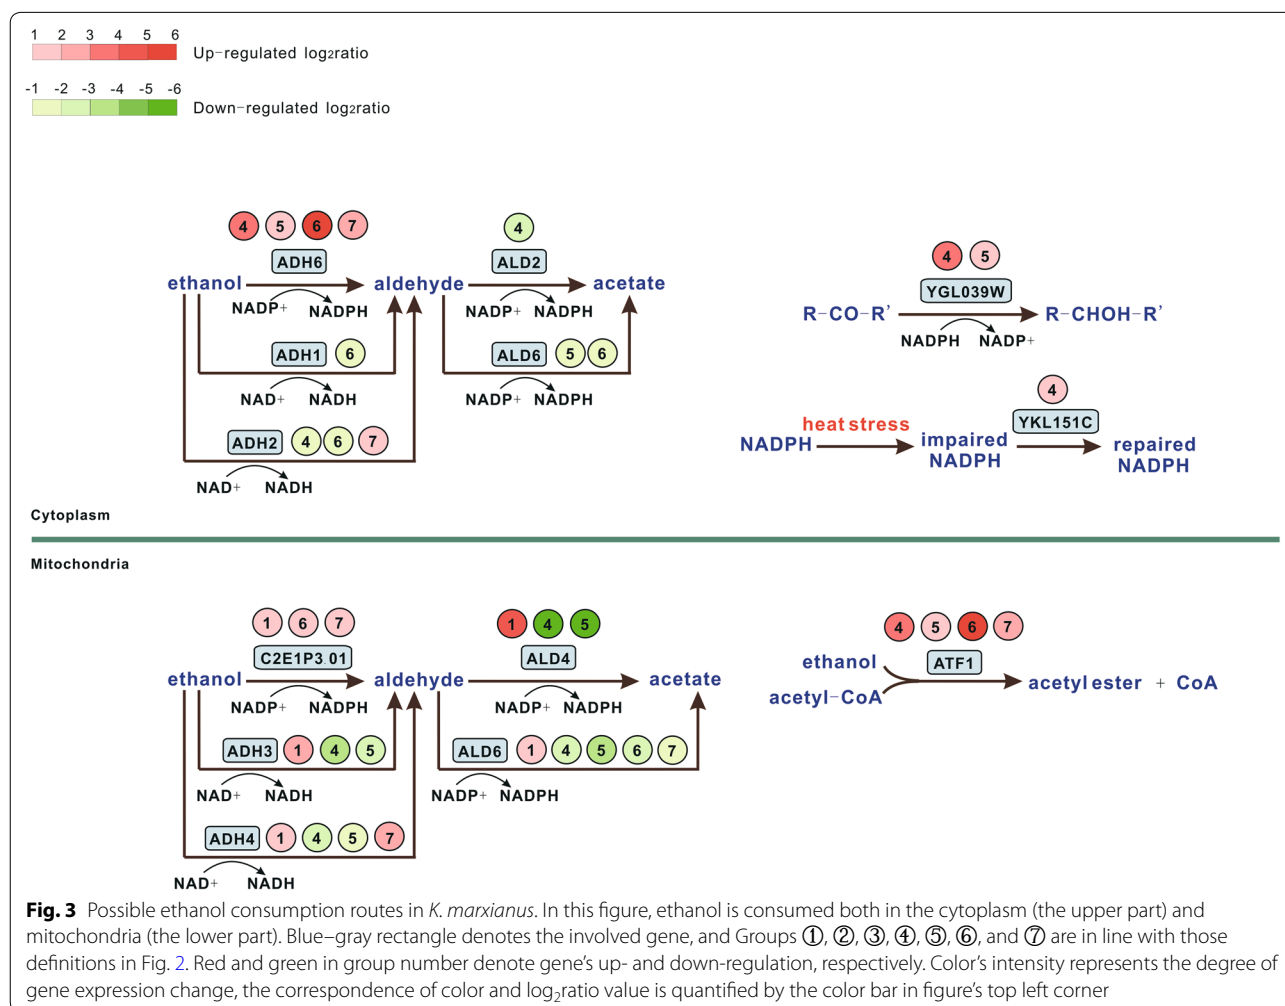 1 2 3 4 5 6
Up-regulated log2ratio
-1 -2 -3 -4 -5 -6
Down-regulated log2ratio
4 5 6 7
ADH6
ethanol
aldehyde
NADP+ NADPH
ADH1 6
NAD+ NADH
ADH2 4 6 7
NAD+ NADH
4
ALD2
acetate
NADP+ NADPH
ALD6 5 6
NADP+ NADPH
4 5
YGL039W
R-CO-R' R-CHOH-R'
NADPH NADP+
4
YKL151C
heat stress
NADPH
impaired
NADPH
repaired
NADPH
Cytoplasm
Mitochondria
1 6 7
C2E1P3.01
ethanol
aldehyde
NADP+ NADPH
ADH3 1 4 5
NAD+ NADH
ADH4 1 4 5 7
NAD+ NADH
1 4 5
ALD4
acetate
NADP+ NADPH
ALD6 1 4 5 6 7
NADP+ NADPH
4 5 6 7
ATF1
ethanol
acetyl-CoA
acetyl ester + CoA
Fig. 3 Possible ethanol consumption routes in K. marxianus. In this figure, ethanol is consumed both in the cytoplasm (the upper part) and
mitochondria (the lower part). Blue–gray rectangle denotes the involved gene, and Groups ①, ②, ③, ④, ⑤, ⑥, and ⑦ are in line with those
definitions in Fig. 2. Red and green in group number denote gene's up- and down-regulation, respectively. Color's intensity represents the degree of
gene expression change, the correspondence of color and log2ratio value is quantified by the color bar in figure's top left corner